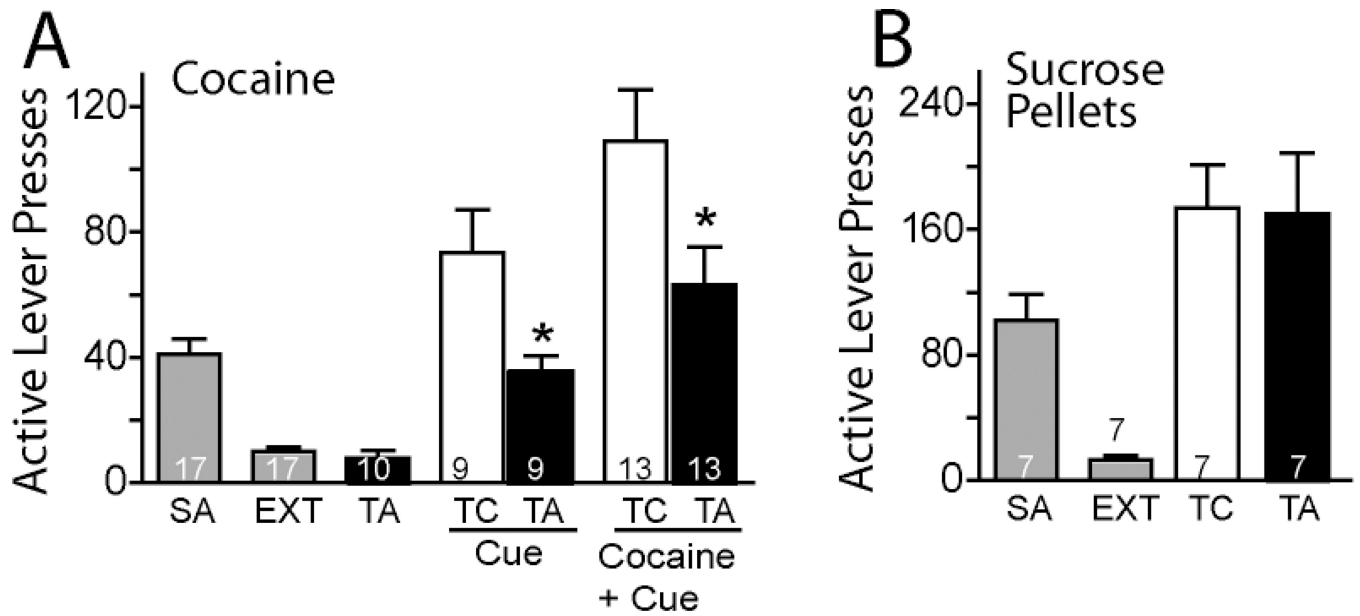 A
Cocaine
Active Lever Presses
120
80
40
0
17
17
10
9
9
13
13
*
*
SA EXT TA TC TA TC TA
Cue
Cocaine
+ Cue
B
Sucrose
Pellets
Active Lever Presses
240
160
80
0
7
7
7
7
SA EXT TC TA